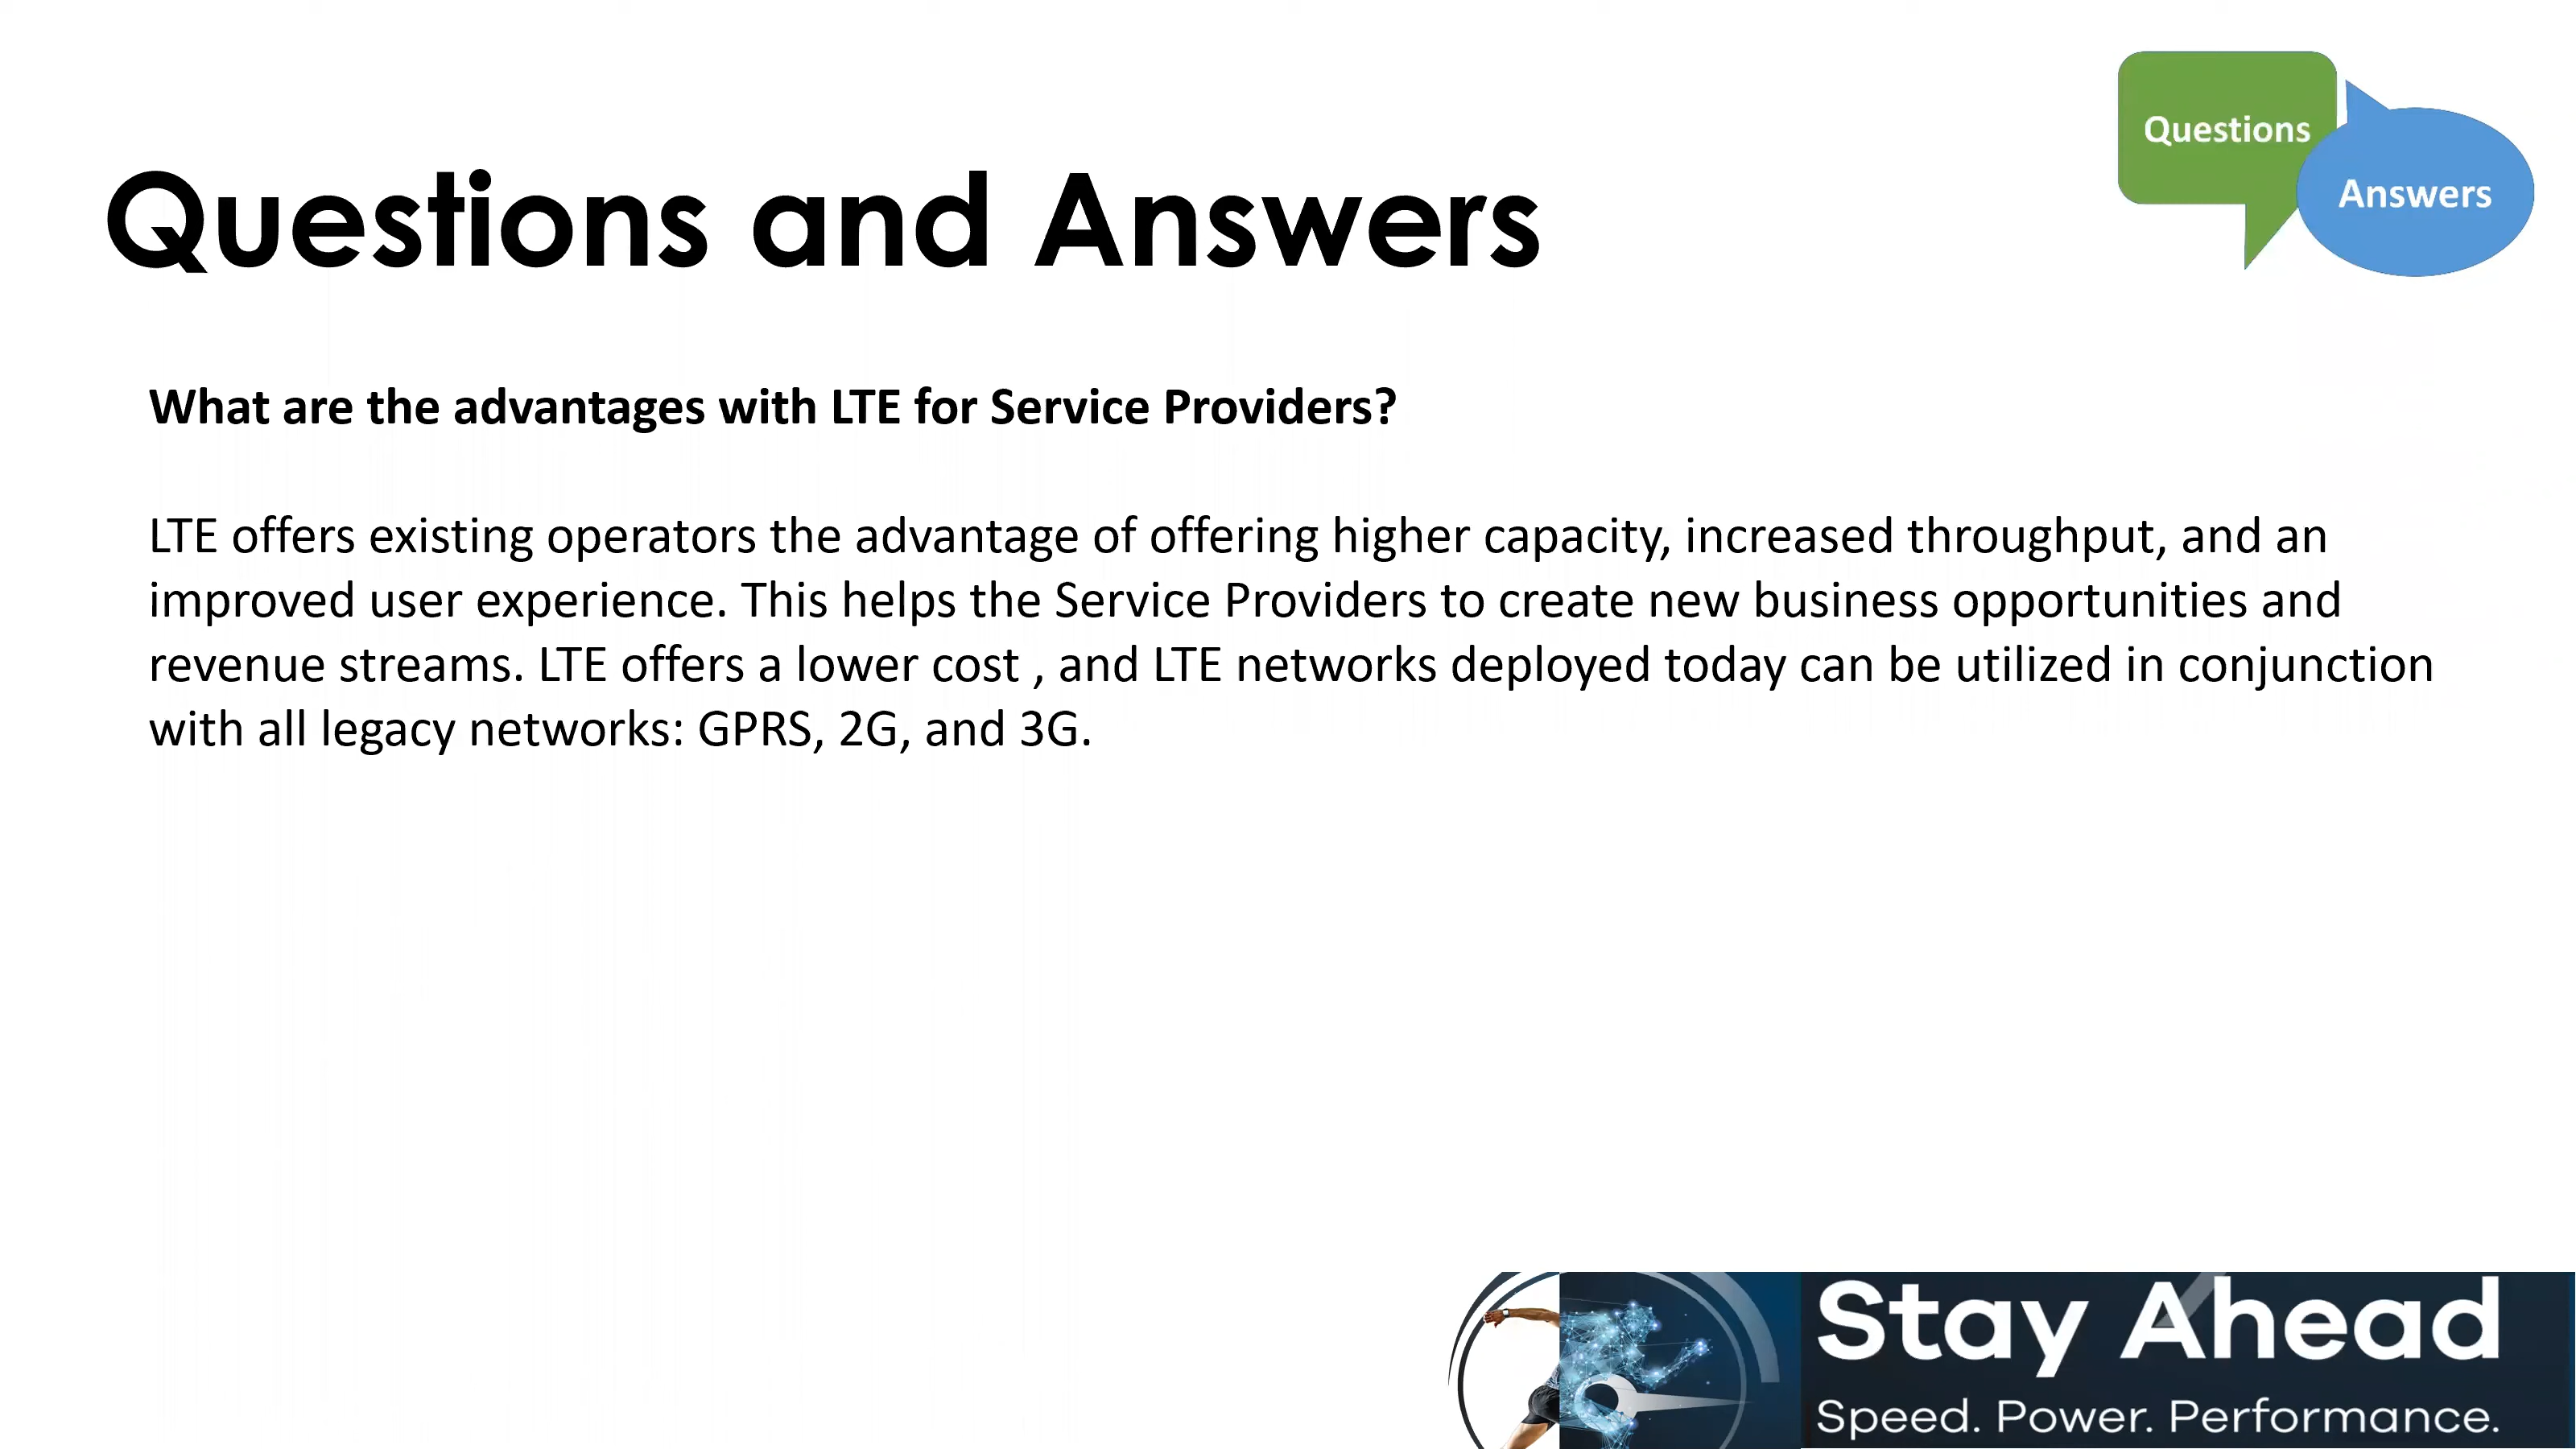 Questions
Answers
Questions and Answers
What are the advantages with LTE for Service Providers?
LTE offers existing operators the advantage of offering higher capacity, increased throughput, and an
improved user experience. This helps the Service Providers to create new business opportunities and
revenue streams. LTE offers a lower cost , and LTE networks deployed today can be utilized in conjunction
with all legacy networks: GPRS, 2G, and 3G.
Stay Ahead
Speed. Power. Performance.